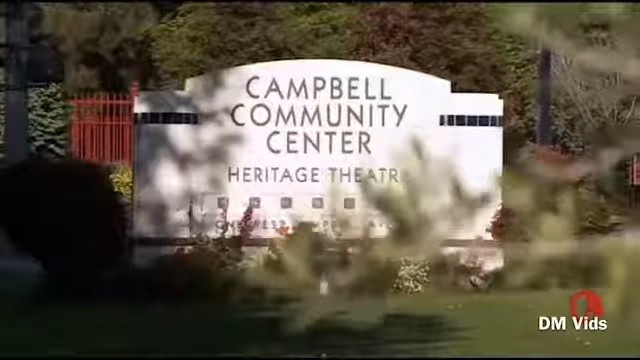 CAMPBELL
COMMUNITY
CENTER
HERITAGE THEATR
DM Vids